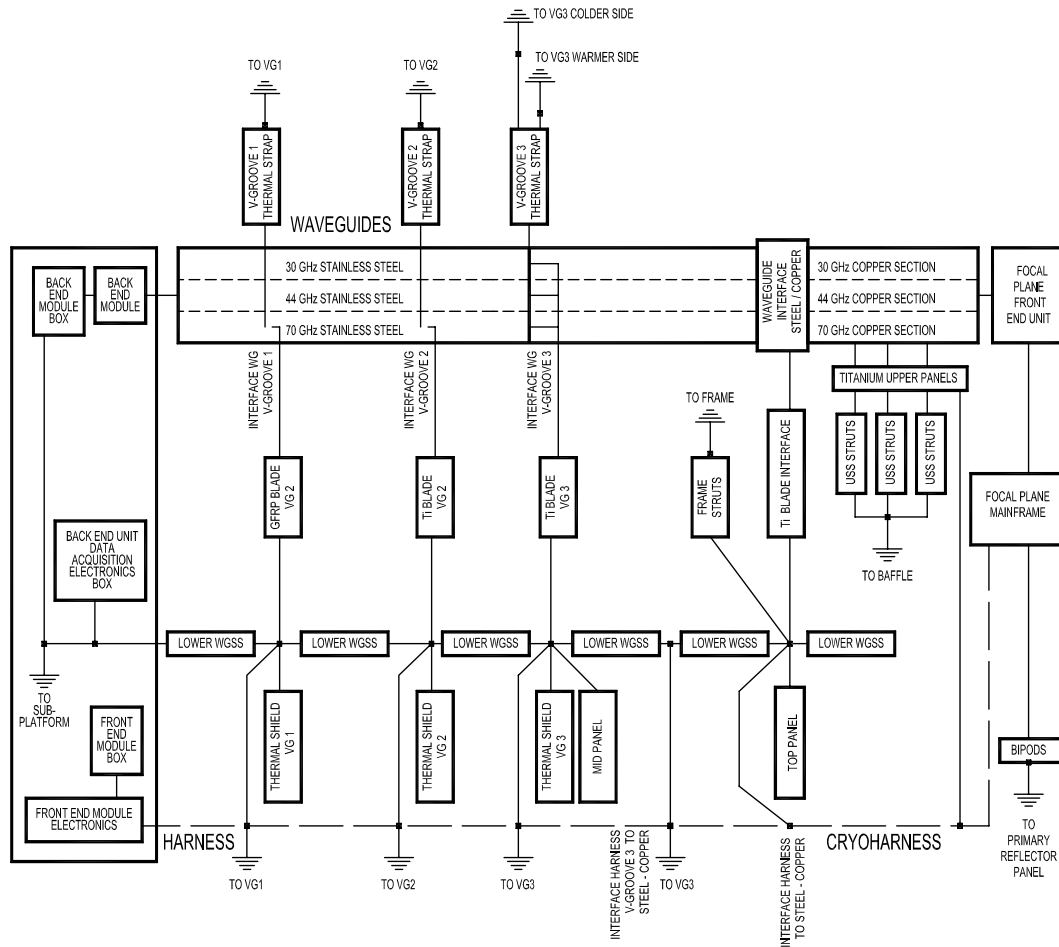 TO VG3 COLDER SIDE
TO VG3 WARMER SIDE
TO VG1
TO VG2
V-GROOVE 1
THERMAL STRAP
V-GROOVE 2
THERMAL STRAP
V-GROOVE 3
THERMAL STRAP
WAVEGUIDES
BACK
END
MODULE
BOX
BACK
END
MODULE
30 GHz STAINLESS STEEL
44 GHz STAINLESS STEEL
70 GHz STAINLESS STEEL
WAVEGUIDE
INTERFACE
STEEL / COPPER
30 GHz COPPER SECTION
44 GHz COPPER SECTION
70 GHz COPPER SECTION
FOCAL
PLANE
FRONT
END UNIT
INTERFACE WG
V-GROOVE 1
INTERFACE WG
V-GROOVE 2
INTERFACE WG
V-GROOVE 3
TITANIUM UPPER PANELS
TO FRAME
GFRP BLADE
VG 2
Ti BLADE
VG 2
Ti BLADE
VG 3
FRAME
STRUTS
Ti BLADE INTERFACE
USS STRUTS
USS STRUTS
USS STRUTS
FOCAL PLANE
MAINFRAME
BACK END UNIT
DATA
ACQUISITION
ELECTRONICS
BOX
TO BAFFLE
LOWER WGSS
LOWER WGSS
LOWER WGSS
LOWER WGSS
LOWER WGSS
LOWER WGSS
TO
SUB-
PLATFORM
FRONT
END
MODULE
BOX
THERMAL SHIELD
VG 1
THERMAL SHIELD
VG 2
THERMAL SHIELD
VG 3
MID PANEL
TOP PANEL
BIPODS
FRONT END MODULE
ELECTRONICS
HARNESS
CRYOHARNESS
TO
PRIMARY
REFLECTOR
PANEL
TO VG1
TO VG2
TO VG3
INTERFACE HARNESS
V-GROOVE 3 TO
STEEL - COPPER
TO VG3
INTERFACE HARNESS
TO STEEL - COPPER